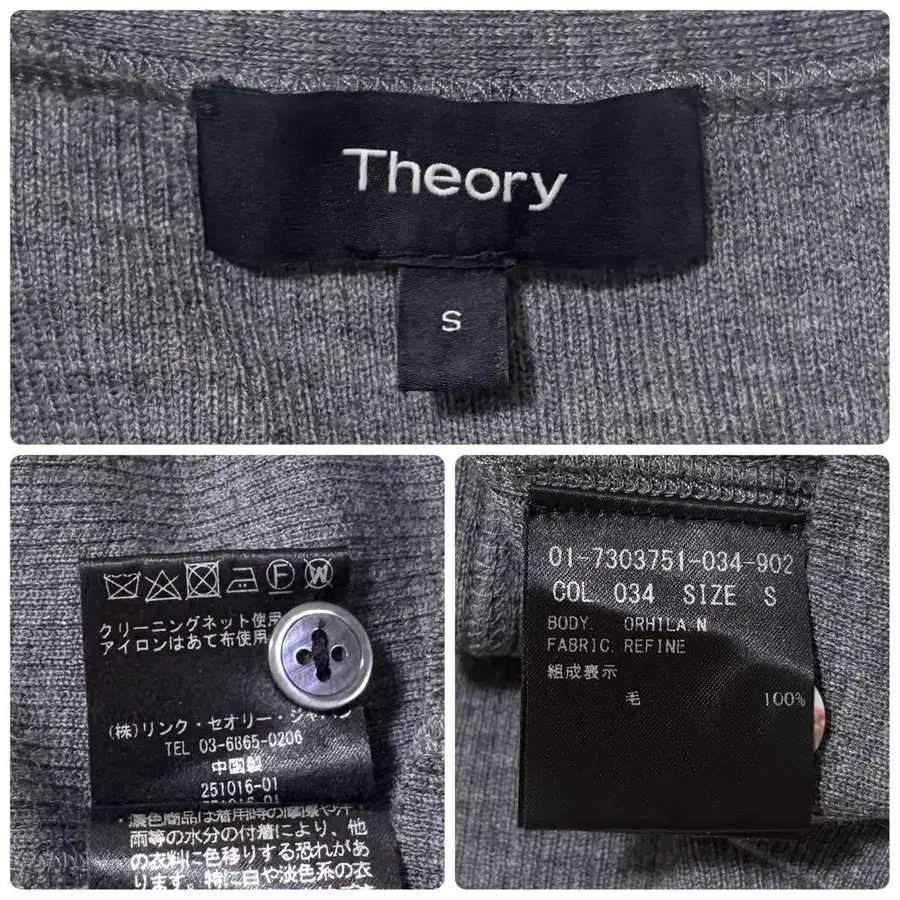 Theory
S
クリーニングネット使用
アイロンはあて布使用
(株)リンク・セオリー・ジャパン
TEL 03-6865-0206
中国製
251016-01
・濃色商品は着用時の摩擦や汗
雨等の水分の付着により、他
の衣料に色移りする恐れがあ
ります。特に白や淡色系の衣
01-7303751-034-902
COL. 034 SIZE S
BODY. ORHILA.N
FABRIC. REFINE
組成表示
毛 100%